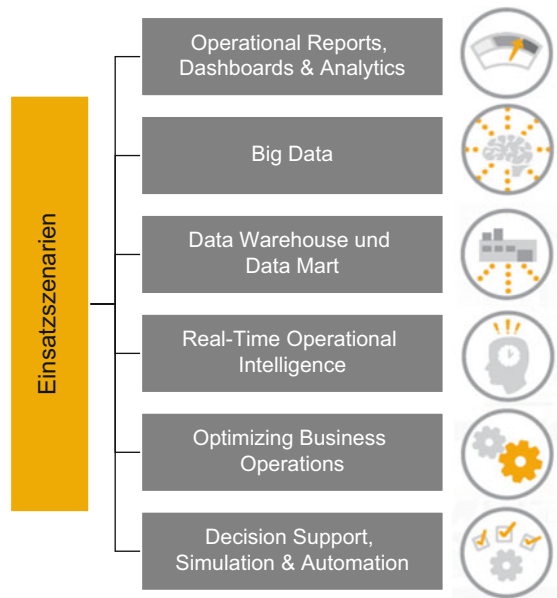 Einsatzszenarien
Operational Reports,
Dashboards & Analytics
Big Data
Data Warehouse und
Data Mart
Real-Time Operational
Intelligence
Optimizing Business
Operations
Decision Support,
Simulation & Automation